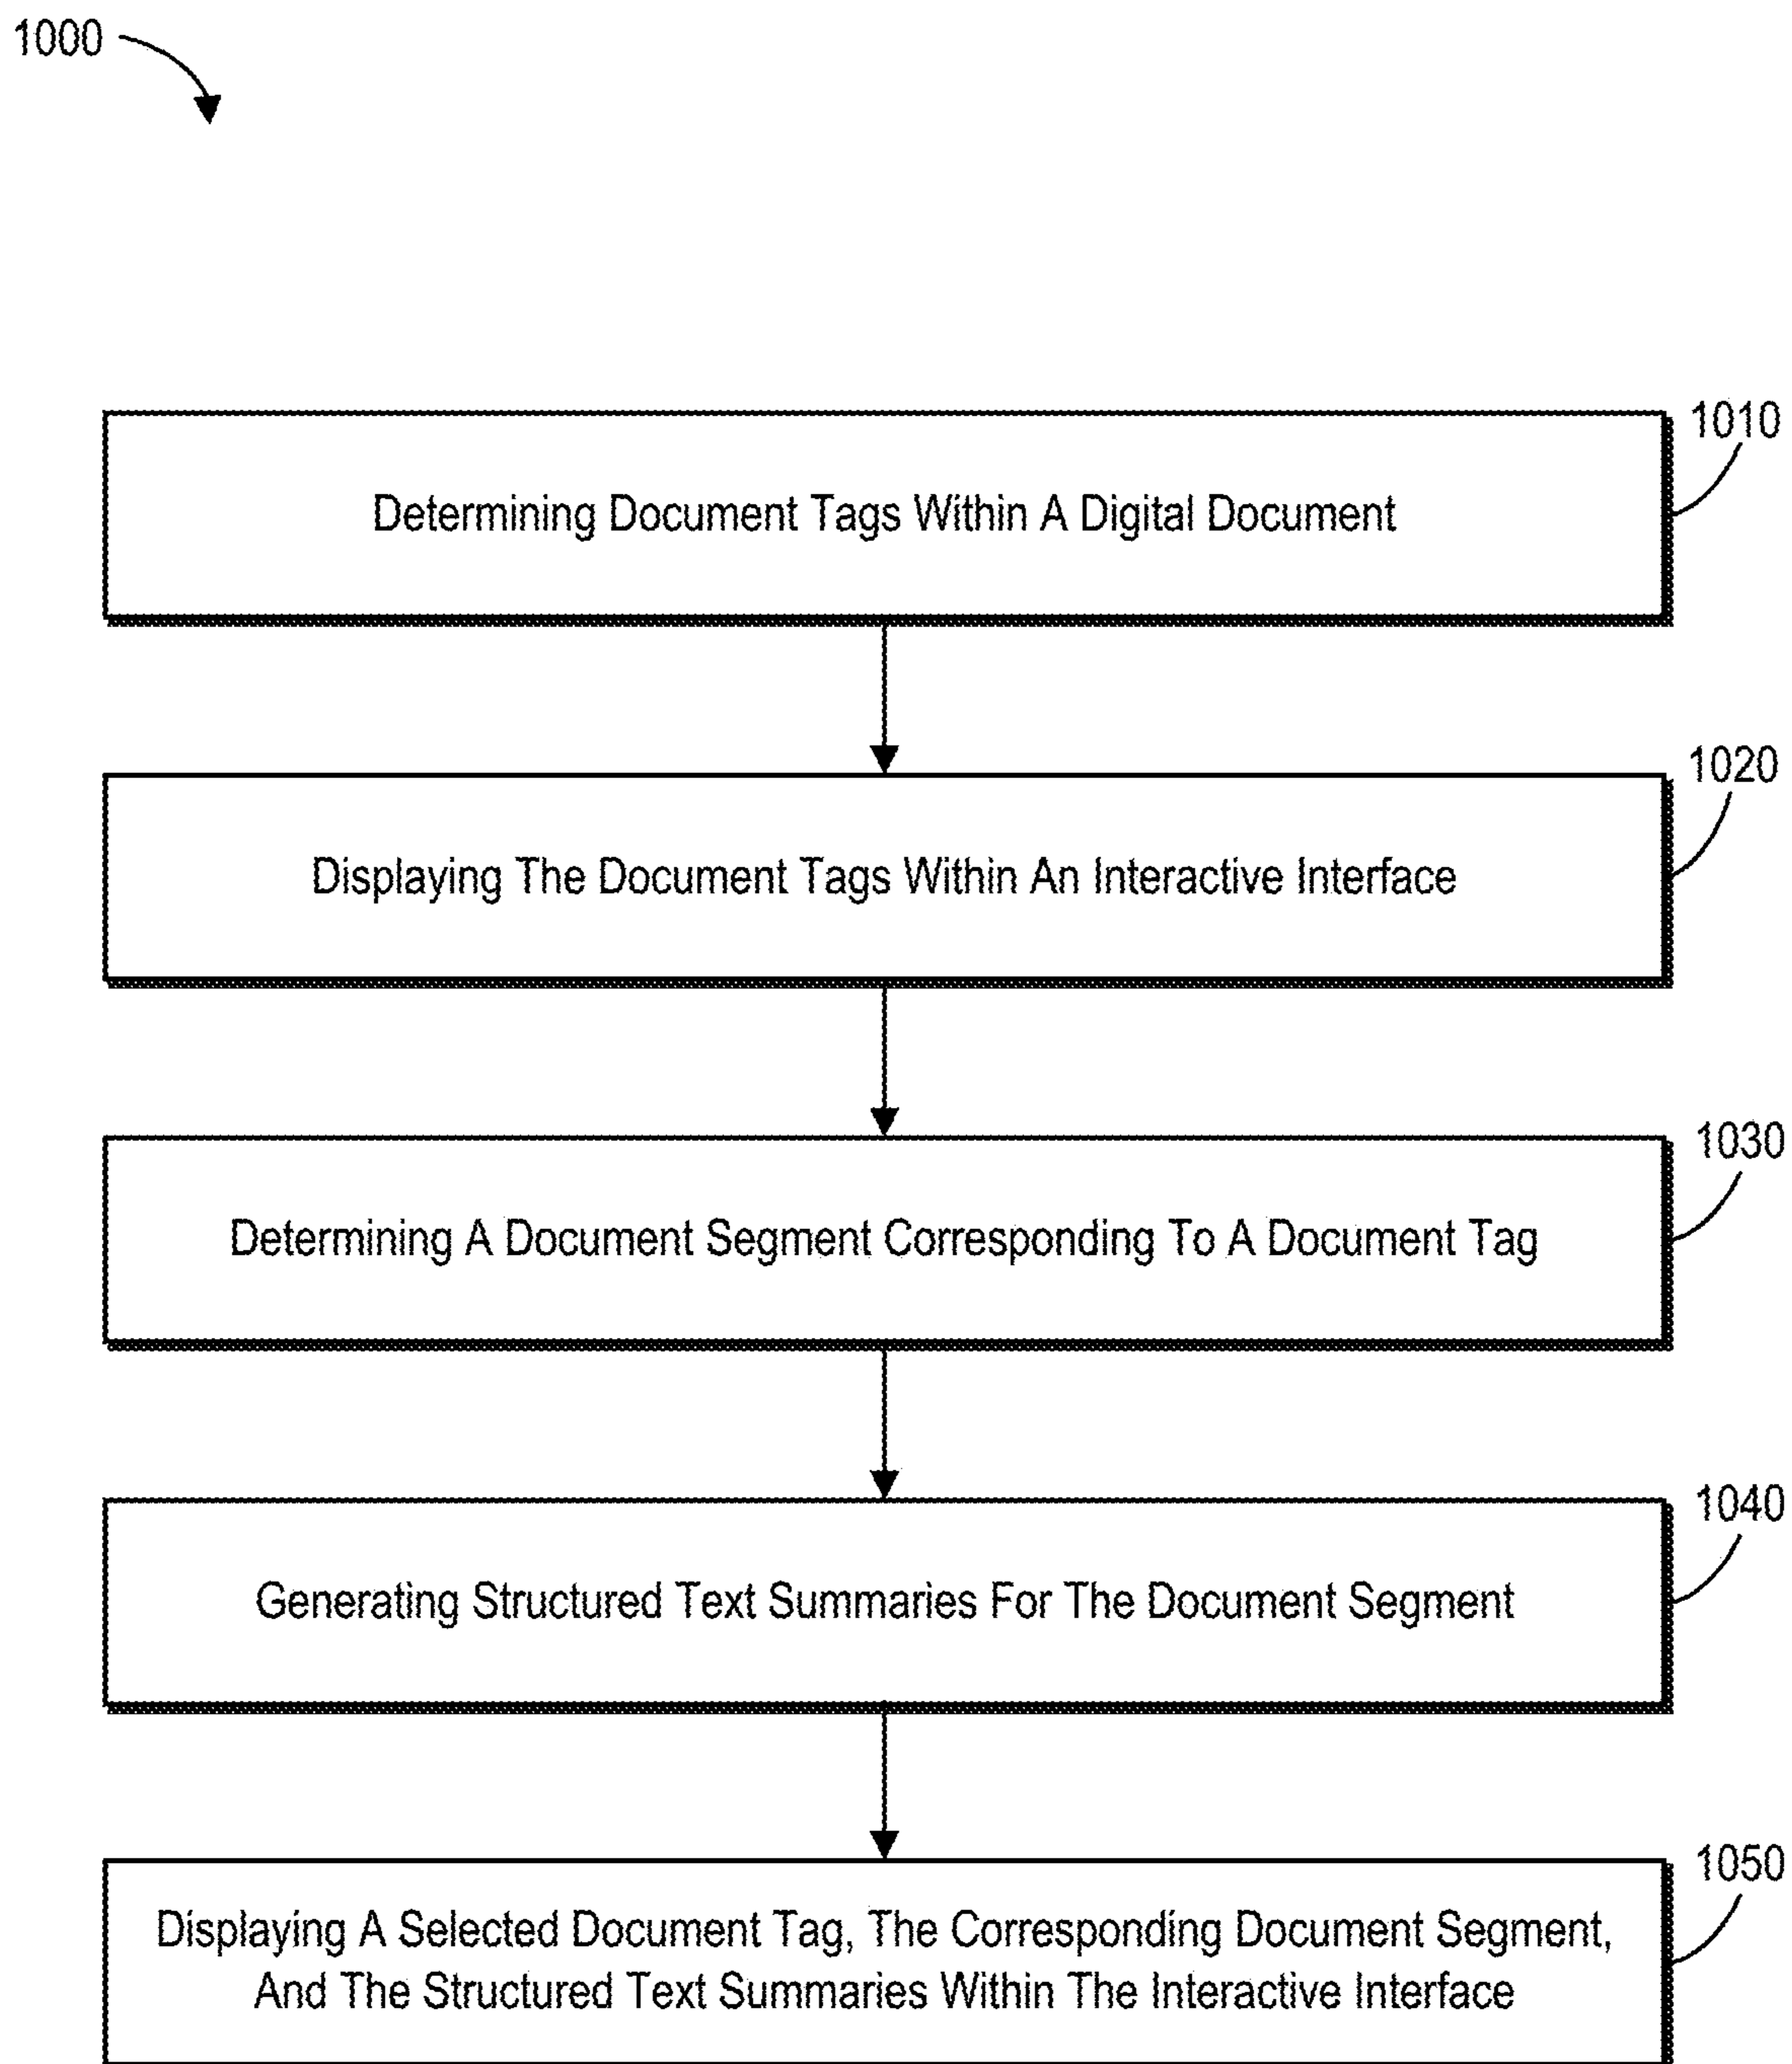 1000
1010
Determining Document Tags Within A Digital Document
1020
Displaying The Document Tags Within An Interactive Interface
1030
Determining A Document Segment Corresponding To A Document Tag
1040
Generating Structured Text Summaries For The Document Segment
1050
Displaying A Selected Document Tag, The Corresponding Document Segment,
And The Structured Text Summaries Within The Interactive Interface